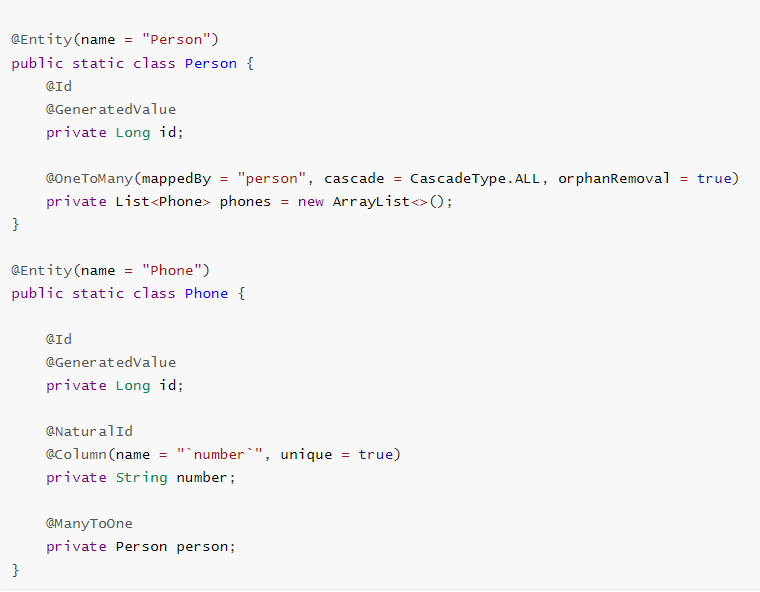 @Entity(name = "Person")
public static class Person {
    @Id
    @GeneratedValue
    private Long id;

    @OneToMany(mappedBy = "person", cascade = CascadeType.ALL, orphanRemoval = true)
    private List<Phone> phones = new ArrayList<>();
}

@Entity(name = "Phone")
public static class Phone {

    @Id
    @GeneratedValue
    private Long id;

    @NaturalId
    @Column(name = "`number`", unique = true)
    private String number;

    @ManyToOne
    private Person person;
}